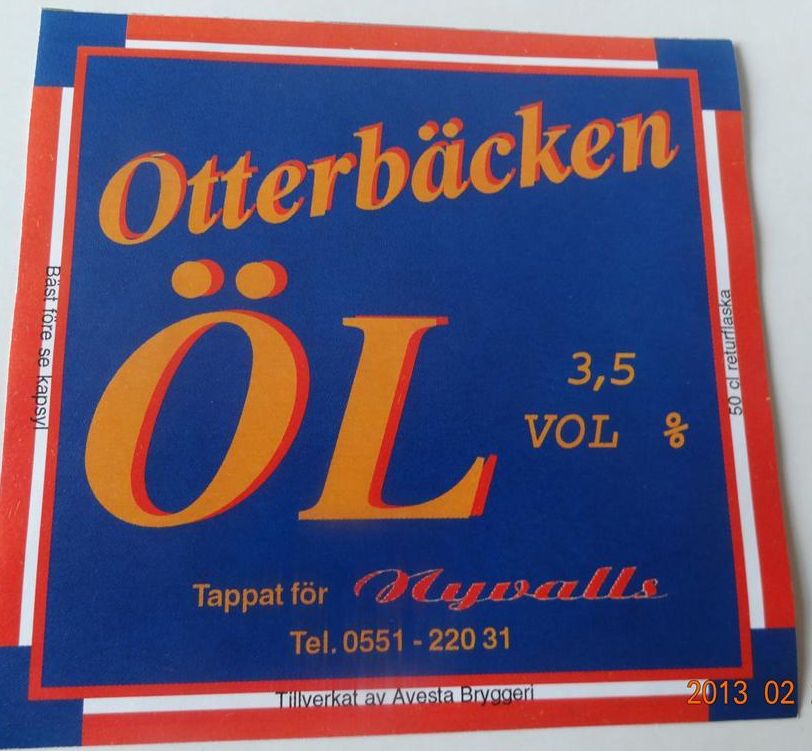 Otterbäcken
ÖL
3,5
VOL %
Tappat för Nyvalls
Tel. 0551 - 220 31
Bäst före se kapsyl
50 cl returflaska
Tillverkat av Avesta Bryggeri
2013 02